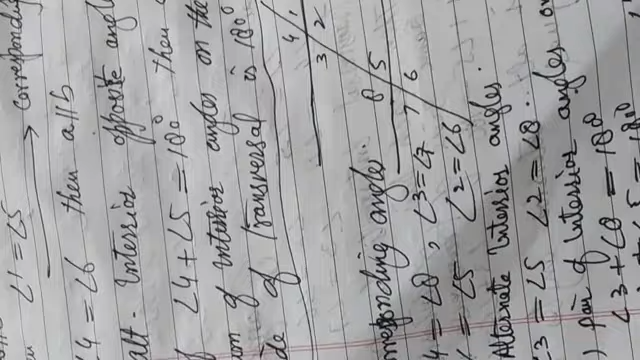 ∠1 = ∠5 → corresponding
∠4 = ∠6 then a11b
alt. Interior opposite angle
∠4 + ∠5 = 180° then
of interior angles on the
of transversal is 180°
4 1
3 2
8 5
7 6
angles.
= ∠8, ∠3 = ∠7
= ∠5 ∠2 = ∠6
Alternate Interior angles.
∠3 = ∠5 ∠2 = ∠8.
) Pair of Interior angles on
∠3 + ∠8 = 180